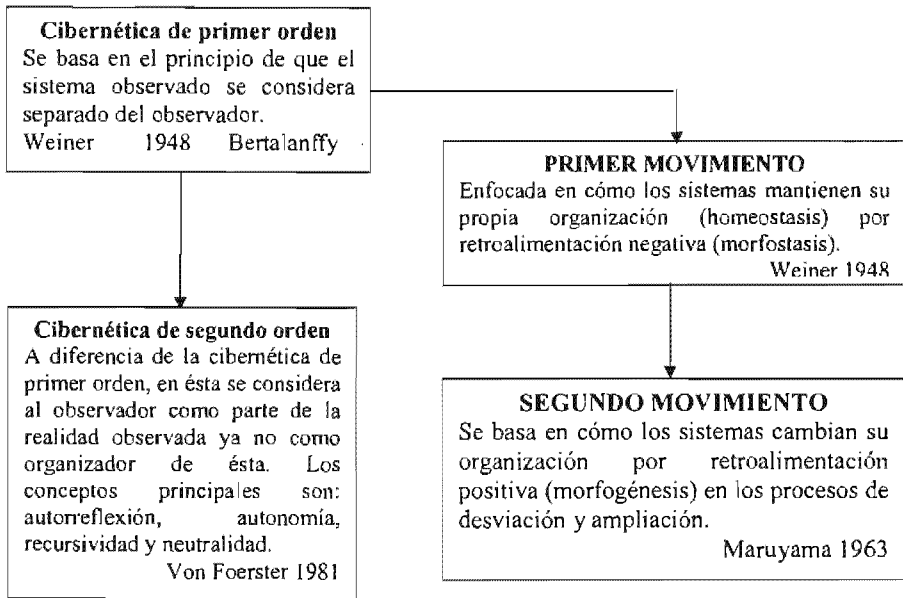 Cibernética de primer orden
Se basa en el principio de que el
sistema observado se considera
separado del observador.
Weiner 1948 Bertalanffy
PRIMER MOVIMIENTO
Enfocada en cómo los sistemas mantienen su
propia organización (homeostasis) por
retroalimentación negativa (morfostasis).
Weiner 1948
Cibernética de segundo orden
A diferencia de la cibernética de
primer orden, en ésta se considera
al observador como parte de la
realidad observada ya no como
organizador de ésta. Los
conceptos principales son:
autorreflexión, autonomía,
recursividad y neutralidad.
Von Foerster 1981
SEGUNDO MOVIMIENTO
Se basa en cómo los sistemas cambian su
organización por retroalimentación
positiva (morfogénesis) en los procesos de
desviación y ampliación.
Maruyama 1963